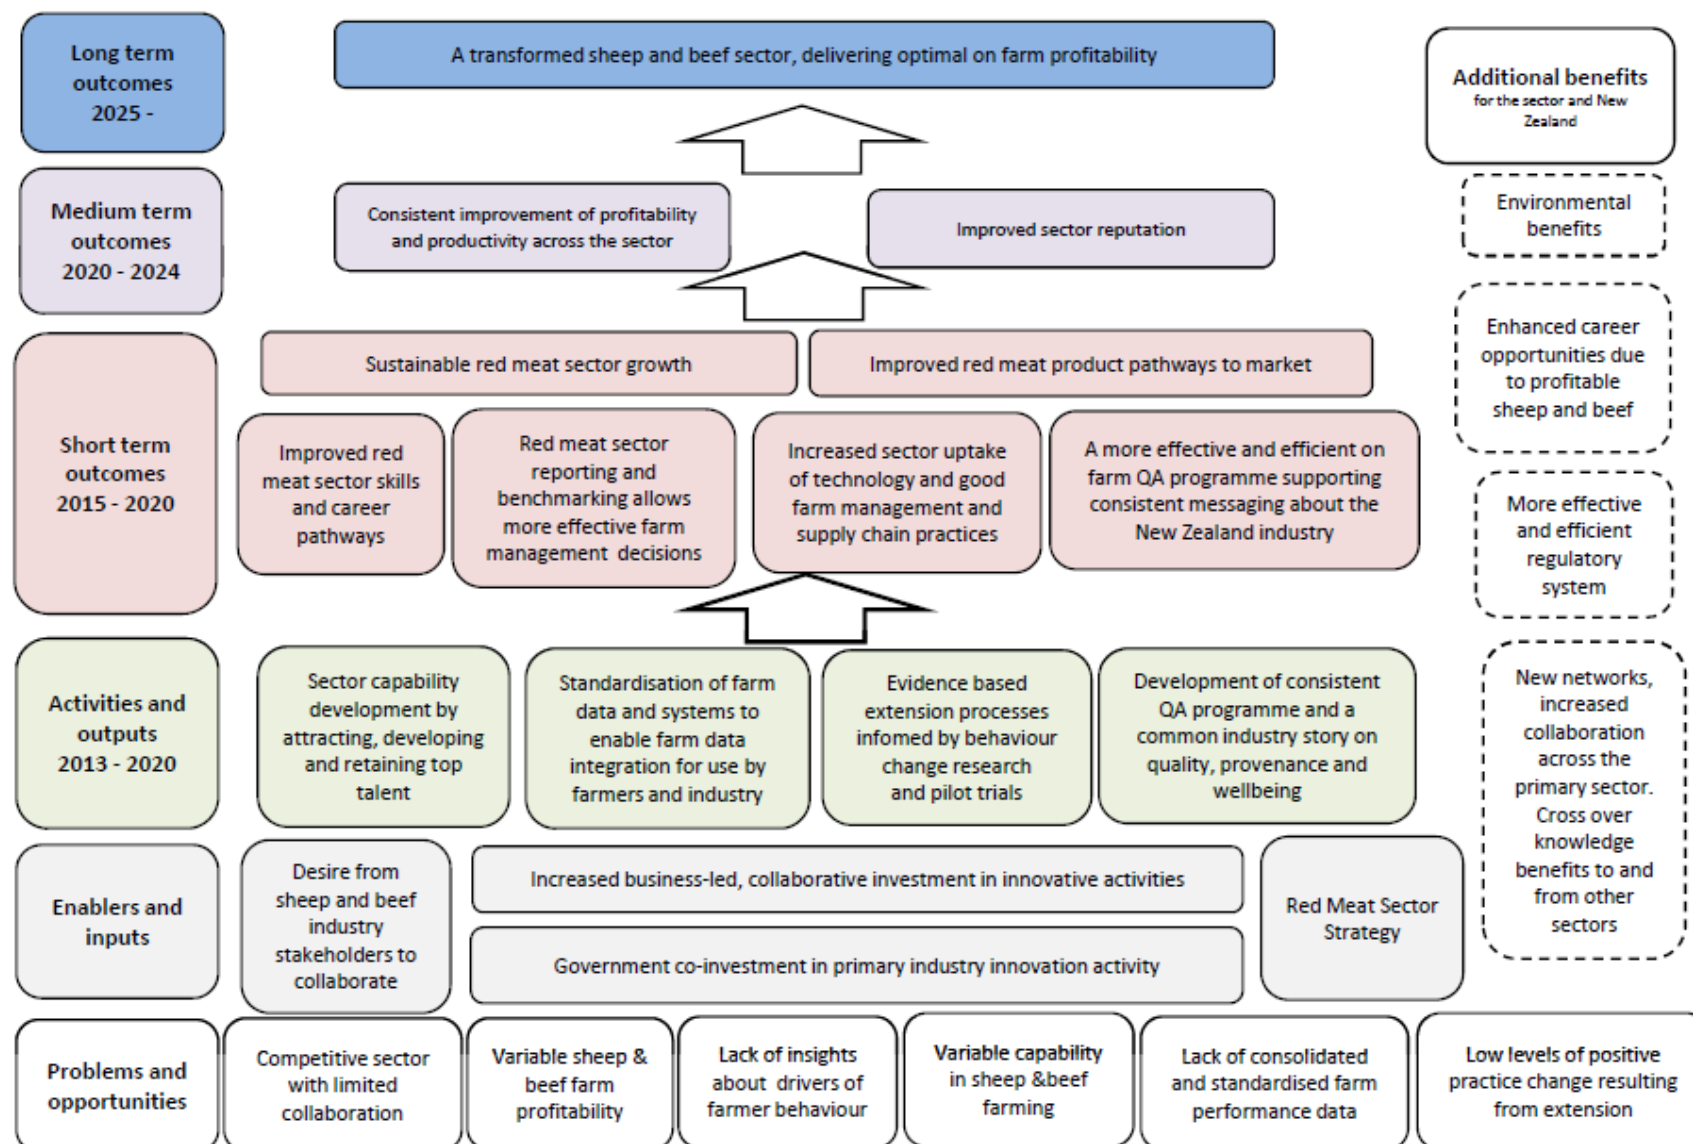 Long term
outcomes
2025 -
A transformed sheep and beef sector, delivering optimal on farm profitability
Additional benefits
for the sector and New
Zealand
Medium term
outcomes
2020 - 2024
Consistent improvement of profitability
and productivity across the sector
Improved sector reputation
Environmental
benefits
Short term
outcomes
2015 - 2020
Sustainable red meat sector growth
Improved red meat product pathways to market
Improved red
meat sector skills
and career
pathways
Red meat sector
reporting and
benchmarking allows
more effective farm
management decisions
Increased sector uptake
of technology and good
farm management and
supply chain practices
A more effective and efficient on
farm QA programme supporting
consistent messaging about the
New Zealand industry
Enhanced career
opportunities due
to profitable
sheep and beef
More effective
and efficient
regulatory
system
Activities and
outputs
2013 - 2020
Sector capability
development by
attracting, developing
and retaining top
talent
Standardisation of farm
data and systems to
enable farm data
integration for use by
farmers and industry
Evidence based
extension processes
infomed by behaviour
change research
and pilot trials
Development of consistent
QA programme and a
common industry story on
quality, provenance and
wellbeing
New networks,
increased
collaboration
across the
primary sector.
Cross over
knowledge
benefits to and
from other
sectors
Enablers and
inputs
Desire from
sheep and beef
industry
stakeholders to
collaborate
Increased business-led, collaborative investment in innovative activities
Government co-investment in primary industry innovation activity
Red Meat Sector
Strategy
Problems and
opportunities
Competitive sector
with limited
collaboration
Variable sheep &
beef farm
profitability
Lack of insights
about drivers of
farmer behaviour
Variable capability
in sheep &beef
farming
Lack of consolidated
and standardised farm
performance data
Low levels of positive
practice change resulting
from extension